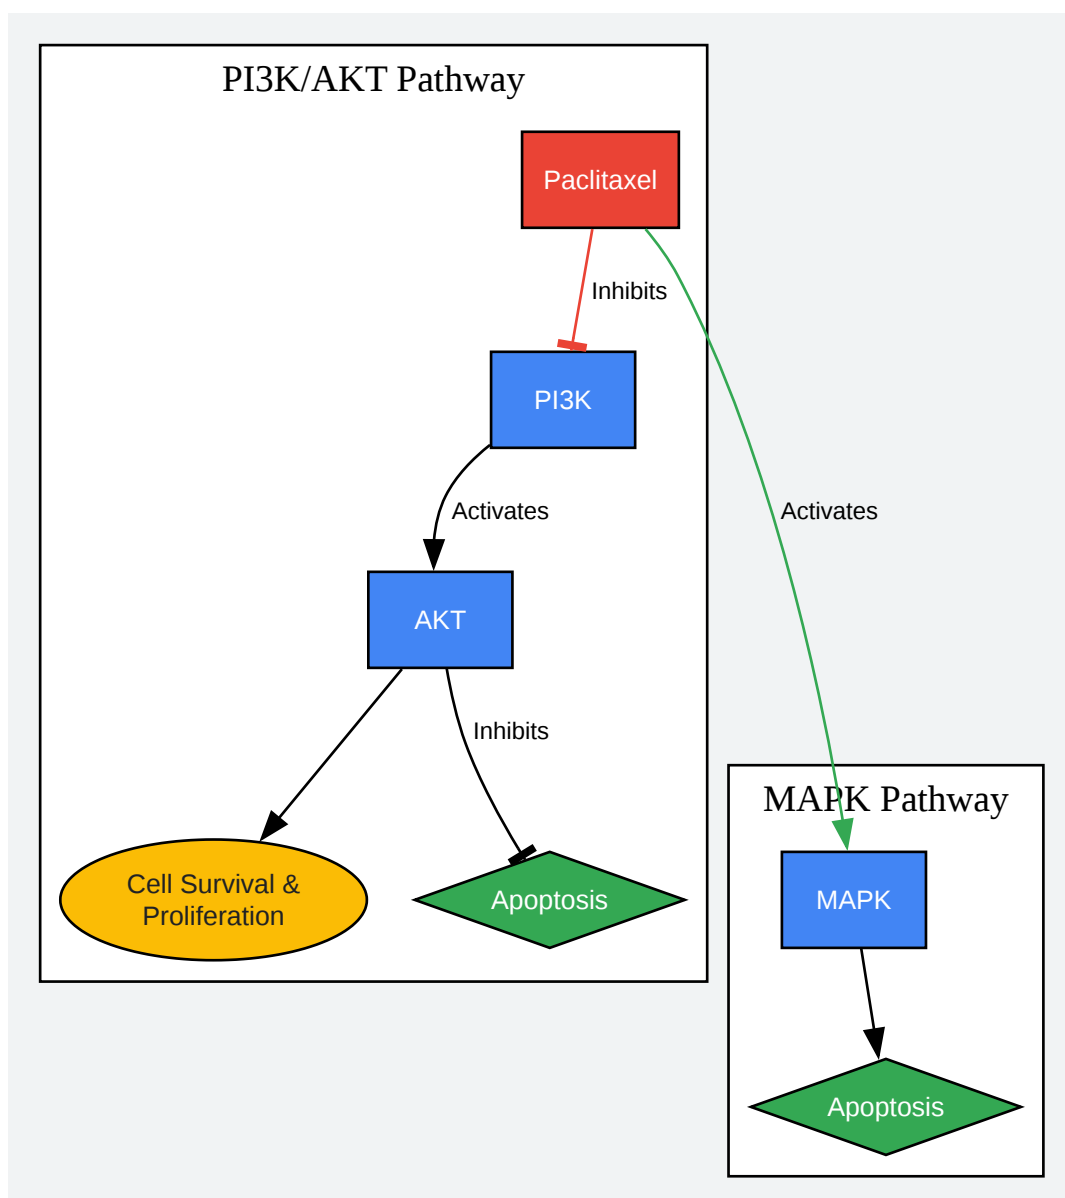 PI3K/AKT Pathway
Paclitaxel
Inhibits
PI3K
Activates
Activates
AKT
Inhibits
MAPK Pathway
Cell Survival &
Proliferation
Apoptosis
MAPK
Apoptosis